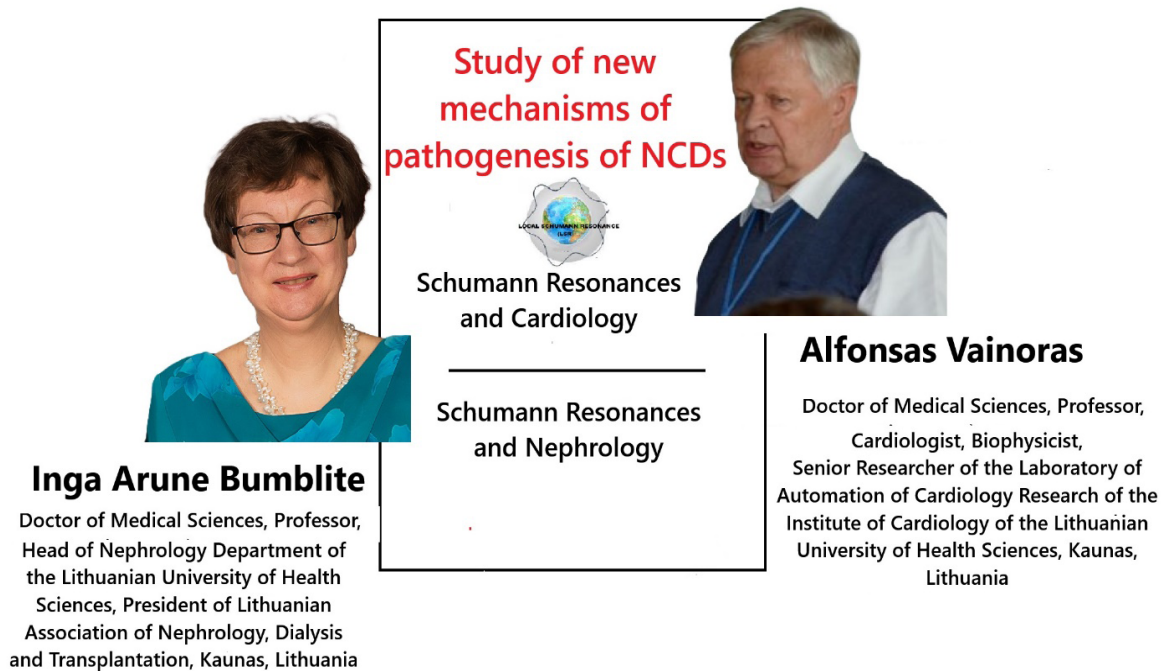 Study of new
mechanisms of
pathogenesis of NCDs
LOCAL SCHUMANN RESONANCE
(LSR)
Schumann Resonances
and Cardiology
Schumann Resonances
and Nephrology
Inga Arune Bumblite
Doctor of Medical Sciences, Professor,
Head of Nephrology Department of
the Lithuanian University of Health
Sciences, President of Lithuanian
Association of Nephrology, Dialysis
and Transplantation, Kaunas, Lithuania
Alfonsas Vainoras
Doctor of Medical Sciences, Professor,
Cardiologist, Biophysicist,
Senior Researcher of the Laboratory of
Automation of Cardiology Research of the
Institute of Cardiology of the Lithuanian
University of Health Sciences, Kaunas,
Lithuania